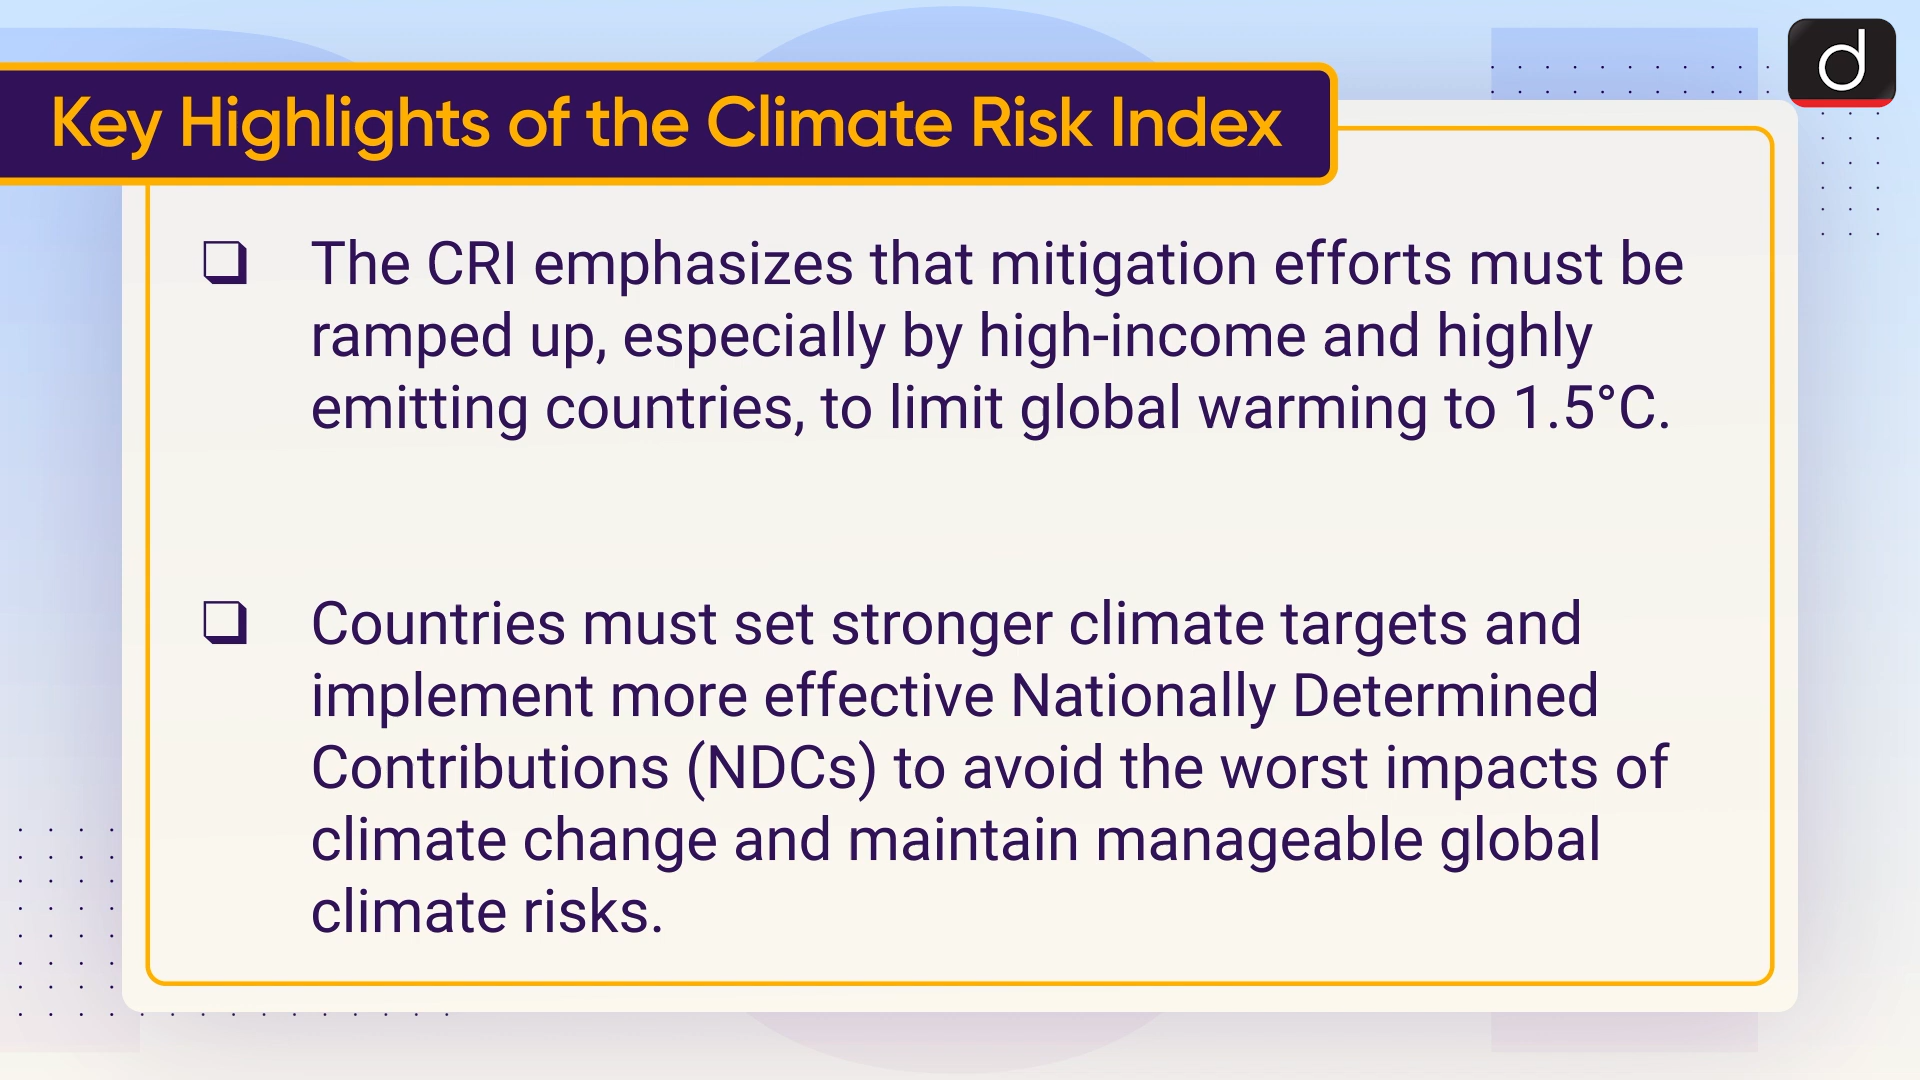 Key Highlights of the Climate Risk Index
d
❑ The CRI emphasizes that mitigation efforts must be
ramped up, especially by high-income and highly
emitting countries, to limit global warming to 1.5°C.
❑ Countries must set stronger climate targets and
implement more effective Nationally Determined
Contributions (NDCs) to avoid the worst impacts of
climate change and maintain manageable global
climate risks.